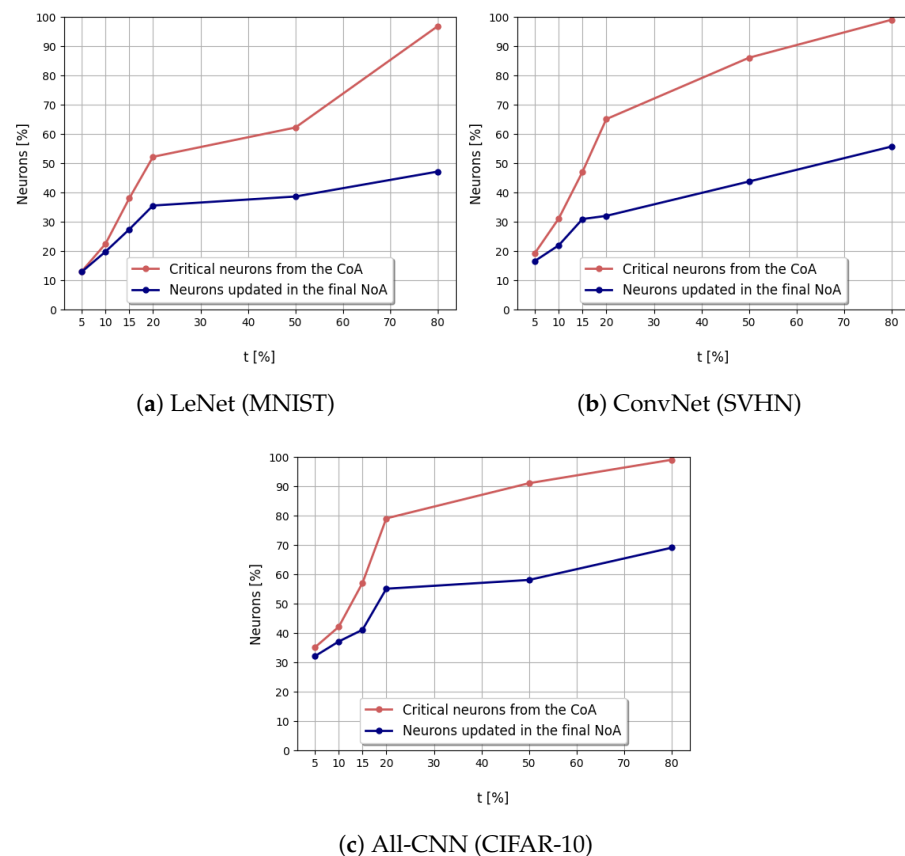 100
90
80
70
60
50
40
30
20
10
0
Neurons [%]
Critical neurons from the CoA
Neurons updated in the final NoA
5 10 15 20 30 40 50 60 70 80
t [%]
(a) LeNet (MNIST)
100
90
80
70
60
50
40
30
20
10
0
Neurons [%]
Critical neurons from the CoA
Neurons updated in the final NoA
5 10 15 20 30 40 50 60 70 80
t [%]
(b) ConvNet (SVHN)
100
90
80
70
60
50
40
30
20
10
0
Neurons [%]
Critical neurons from the CoA
Neurons updated in the final NoA
5 10 15 20 30 40 50 60 70 80
t [%]
(c) All-CNN (CIFAR-10)